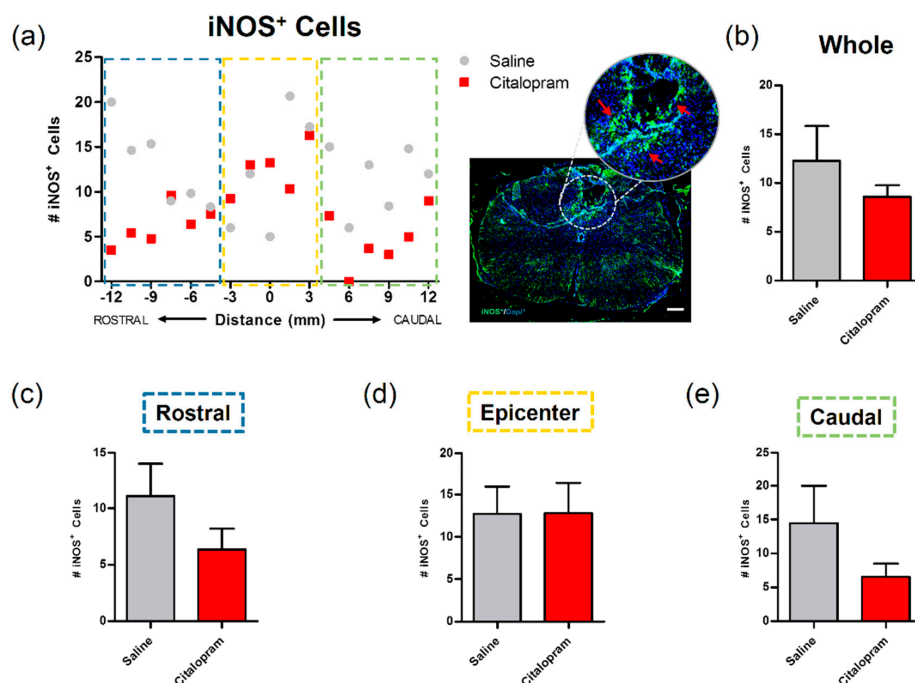 (a)
iNOS⁺ Cells
# iNOS⁺ Cells
25
20
15
10
5
0
-12 -9 -6 -3 0 3 6 9 12
ROSTRAL Distance (mm) CAUDAL
Saline
Citalopram
iNOS⁺/Dapi⁺
(b)
Whole
# iNOS⁺ Cells
20
15
10
5
0
Saline
Citalopram
(c)
Rostral
# iNOS⁺ Cells
15
10
5
0
Saline
Citalopram
(d)
Epicenter
# iNOS⁺ Cells
20
15
10
5
0
Saline
Citalopram
(e)
Caudal
# iNOS⁺ Cells
25
20
15
10
5
0
Saline
Citalopram